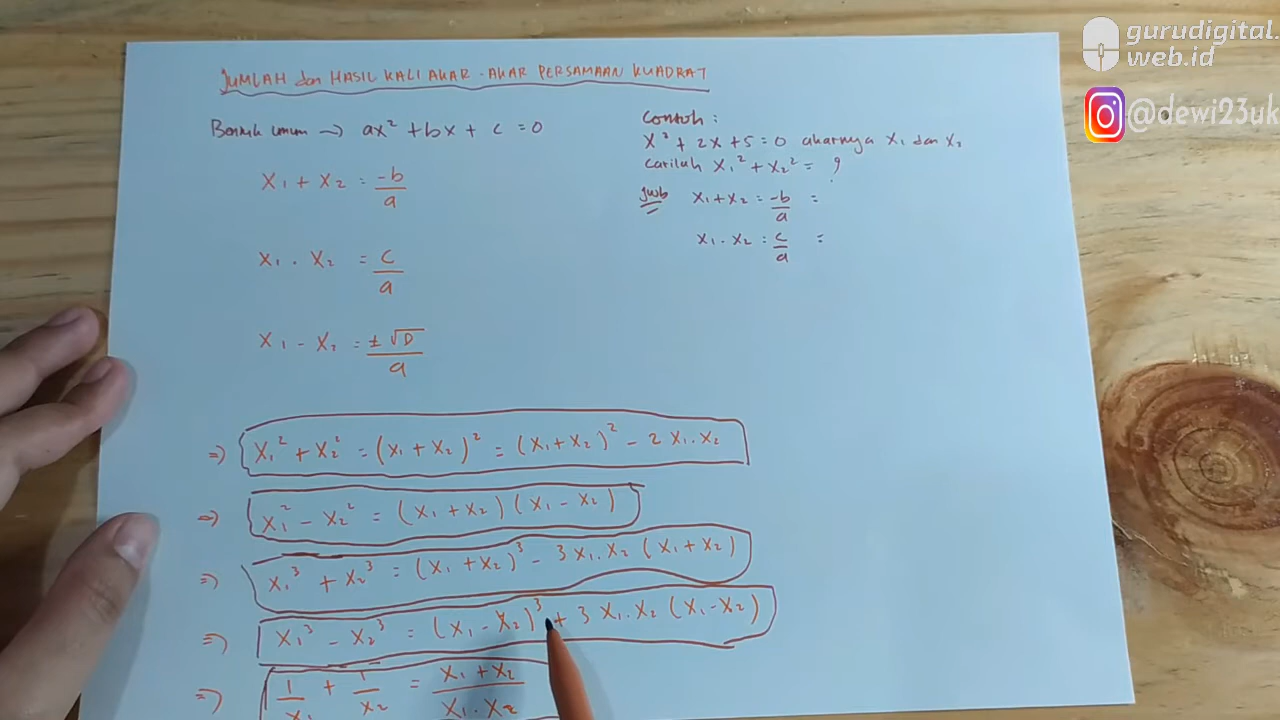 JUMLAH dan HASIL KALI AKAR-AKAR PERSAMAAN KUADRAT
Bentuk umum → ax² + bx + c = 0
x₁ + x₂ = -b/a
x₁ . x₂ = c/a
x₁ - x₂ = ±√D/a
⇒) x₁² + x₂² = (x₁ + x₂)² = (x₁ + x₂)² - 2 x₁.x₂
⇒) x₁² - x₂² = (x₁ + x₂) (x₁ - x₂)
⇒) x₁³ + x₂³ = (x₁ + x₂)³ - 3 x₁.x₂ (x₁ + x₂)
⇒) x₁³ - x₂³ = (x₁ - x₂)³ + 3 x₁.x₂ (x₁ - x₂)
⇒) 1/x₁ + 1/x₂ = x₁ + x₂/x₁.x₂
Contoh :
x² + 2x + 5 = 0 akarnya x₁ dan x₂
carilah x₁² + x₂² = ?
Jwb
x₁ + x₂ = -b/a =
x₁ . x₂ = c/a =
gurudigital.
web.id
@dewi23uk